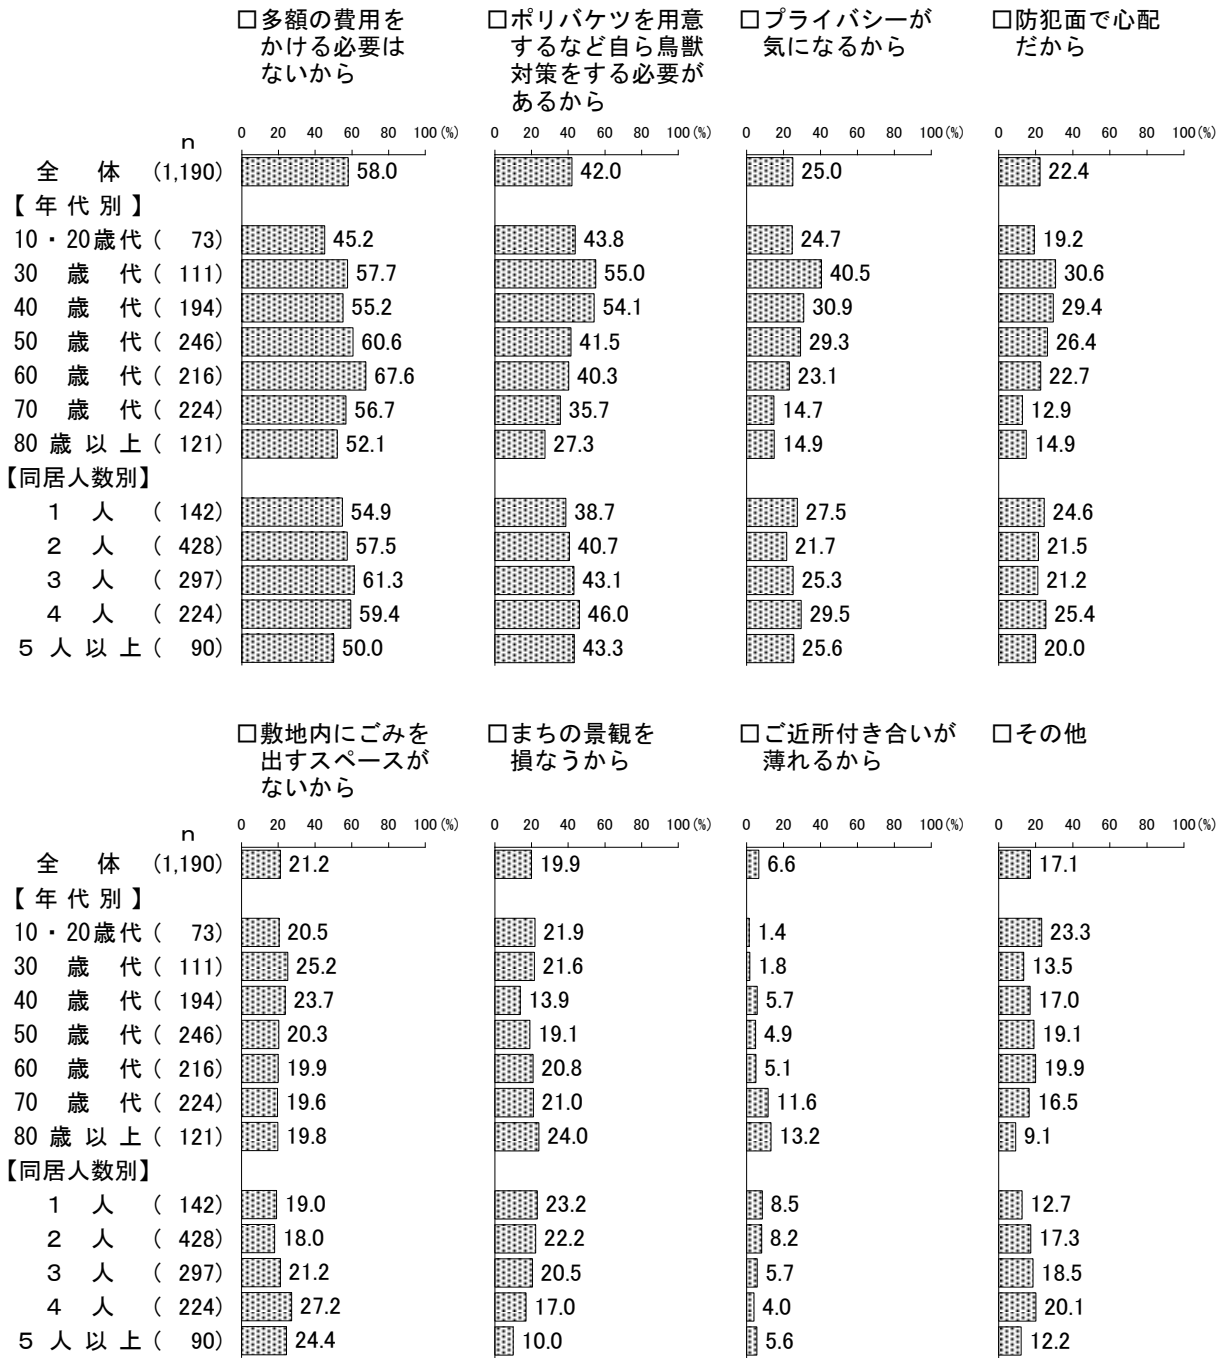 □多額の費用を
かける必要は
ないから
□ポリバケツを用意
するなど自ら鳥獣
対策をする必要が
あるから
□プライバシーが
気になるから
□防犯面で心配
だから
n 0 20 40 60 80 100(%) 0 20 40 60 80 100(%) 0 20 40 60 80 100(%) 0 20 40 60 80 100(%)
全体 (1,190) 58.0 42.0 25.0 22.4
【年代別】
10・20歳代( 73) 45.2 43.8 24.7 19.2
30歳代( 111) 57.7 55.0 40.5 30.6
40歳代( 194) 55.2 54.1 30.9 29.4
50歳代( 246) 60.6 41.5 29.3 26.4
60歳代( 216) 67.6 40.3 23.1 22.7
70歳代( 224) 56.7 35.7 14.7 12.9
80歳以上( 121) 52.1 27.3 14.9 14.9
【同居人数別】
1人 ( 142) 54.9 38.7 27.5 24.6
2人 ( 428) 57.5 40.7 21.7 21.5
3人 ( 297) 61.3 43.1 25.3 21.2
4人 ( 224) 59.4 46.0 29.5 25.4
5人以上( 90) 50.0 43.3 25.6 20.0
□敷地内にごみを
出すスペースが
ないから
□まちの景観を
損なうから
□ご近所付き合いが
薄れるから
□その他
n 0 20 40 60 80 100(%) 0 20 40 60 80 100(%) 0 20 40 60 80 100(%) 0 20 40 60 80 100(%)
全体 (1,190) 21.2 19.9 6.6 17.1
【年代別】
10・20歳代( 73) 20.5 21.9 1.4 23.3
30歳代( 111) 25.2 21.6 1.8 13.5
40歳代( 194) 23.7 13.9 5.7 17.0
50歳代( 246) 20.3 19.1 4.9 19.1
60歳代( 216) 19.9 20.8 5.1 19.9
70歳代( 224) 19.6 21.0 11.6 16.5
80歳以上( 121) 19.8 24.0 13.2 9.1
【同居人数別】
1人 ( 142) 19.0 23.2 8.5 12.7
2人 ( 428) 18.0 22.2 8.2 17.3
3人 ( 297) 21.2 20.5 5.7 18.5
4人 ( 224) 27.2 17.0 4.0 20.1
5人以上( 90) 24.4 10.0 5.6 12.2